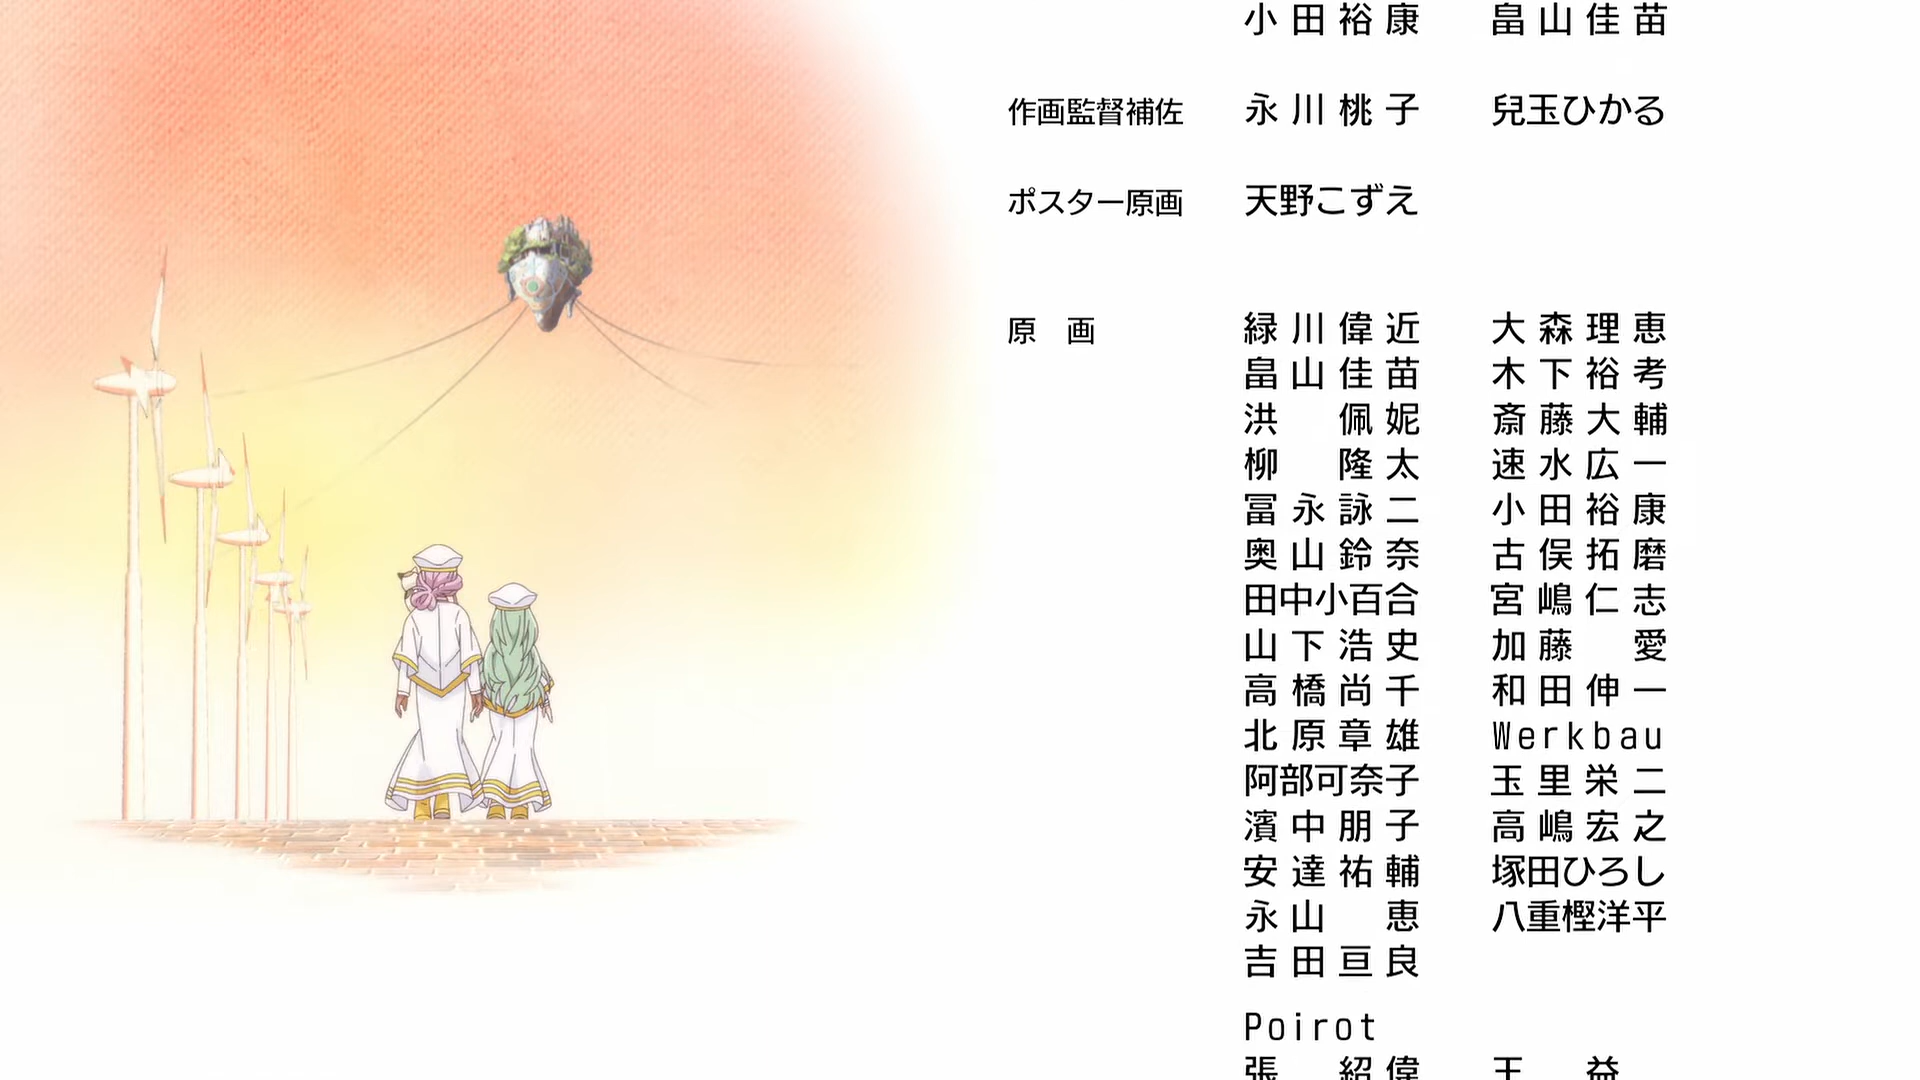 小田裕康 畠山佳苗
作画監督補佐 永川桃子 兒玉ひかる
ポスター原画 天野こずえ
原 画 緑川偉近 大森理恵
畠山佳苗 木下裕考
洪 佩妮 斎藤大輔
柳 隆太 速水広一
冨永詠二 小田裕康
奥山鈴奈 古俣拓磨
田中小百合 宮嶋仁志
山下浩史 加藤 愛
高橋尚千 和田伸一
北原章雄 Werkbau
阿部可奈子 玉里栄二
濱中朋子 高嶋宏之
安達祐輔 塚田ひろし
永山 恵 八重樫洋平
吉田亘良
Poirot
張 紹偉 王 益